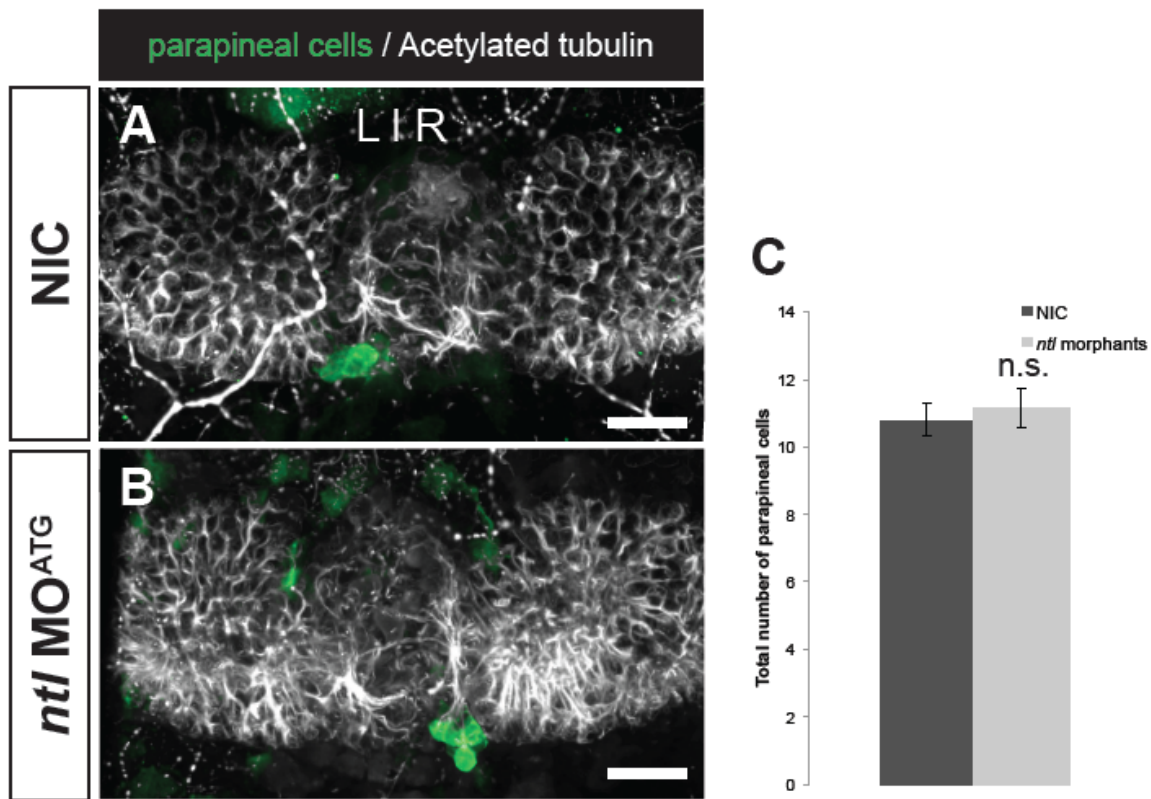 parapineal cells / Acetylated tubulin
NIC
A
L I R
ntl MOATG
B
C
NIC
ntl morphants
n.s.
Total number of parapineal cells
14
12
10
8
6
4
2
0